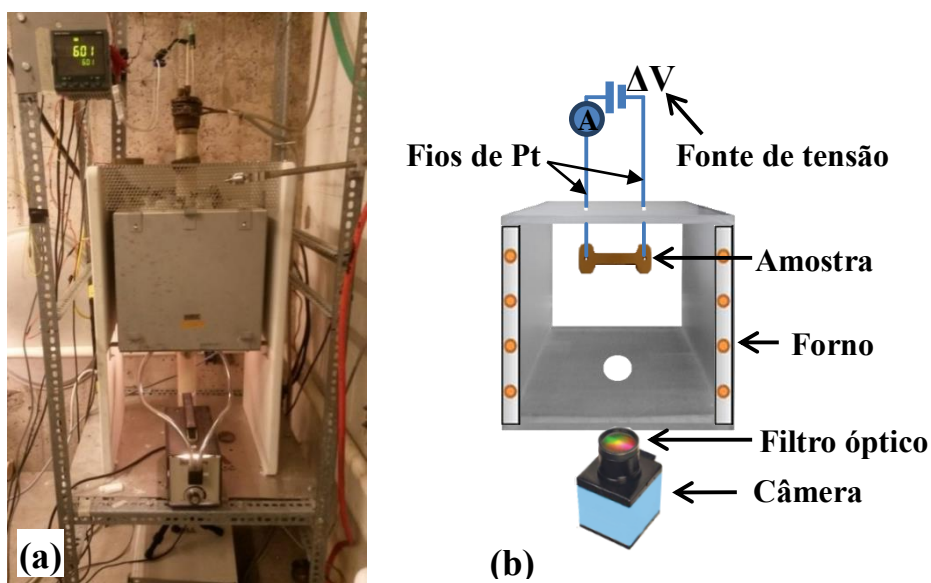 601
601
(a)
ΔV
A
Fios de Pt
Fonte de tensão
Amostra
Forno
Filtro óptico
Câmera
(b)